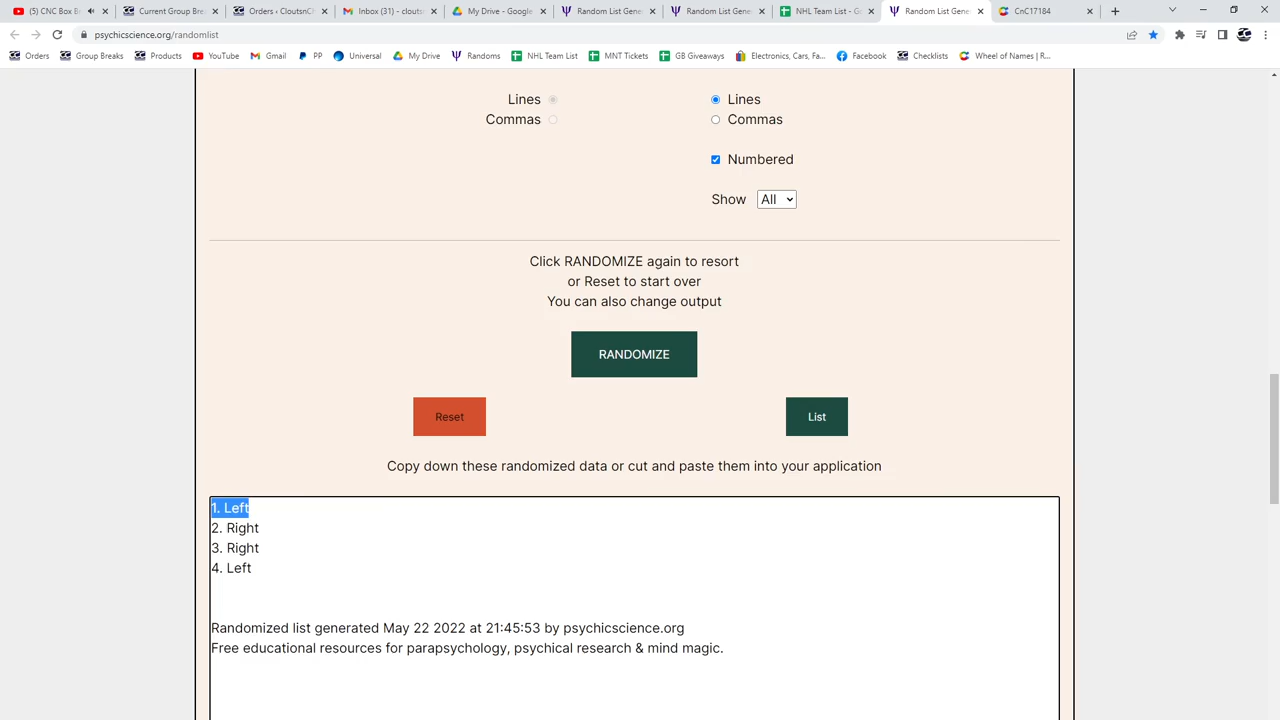 (5) CNC Box B
Current Group Break
Orders ‹ CloutsnCh
Inbox (31) - clouts
My Drive - Google
Random List Gene
Random List Gene
NHL Team List - Go
Random List Gene
CnC17184
psychicscience.org/randomlist
Orders
Group Breaks
Products
YouTube
Gmail
PP
Universal
My Drive
Randoms
NHL Team List
MNT Tickets
GB Giveaways
Electronics, Cars, Fa...
Facebook
Checklists
Wheel of Names | R...
Lines
Lines
Commas
Commas
Numbered
Show All
Click RANDOMIZE again to resort
or Reset to start over
You can also change output
RANDOMIZE
Reset
List
Copy down these randomized data or cut and paste them into your application
1. Left
2. Right
3. Right
4. Left
Randomized list generated May 22 2022 at 21:45:53 by psychicscience.org
Free educational resources for parapsychology, psychical research & mind magic.